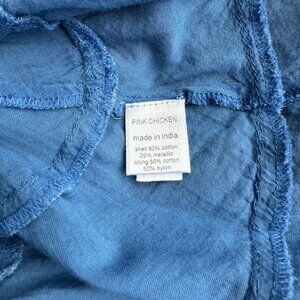 PINK CHICKEN
made in india
shell 80% cotton
20% metallic
lining 50% cotton
50% nylon